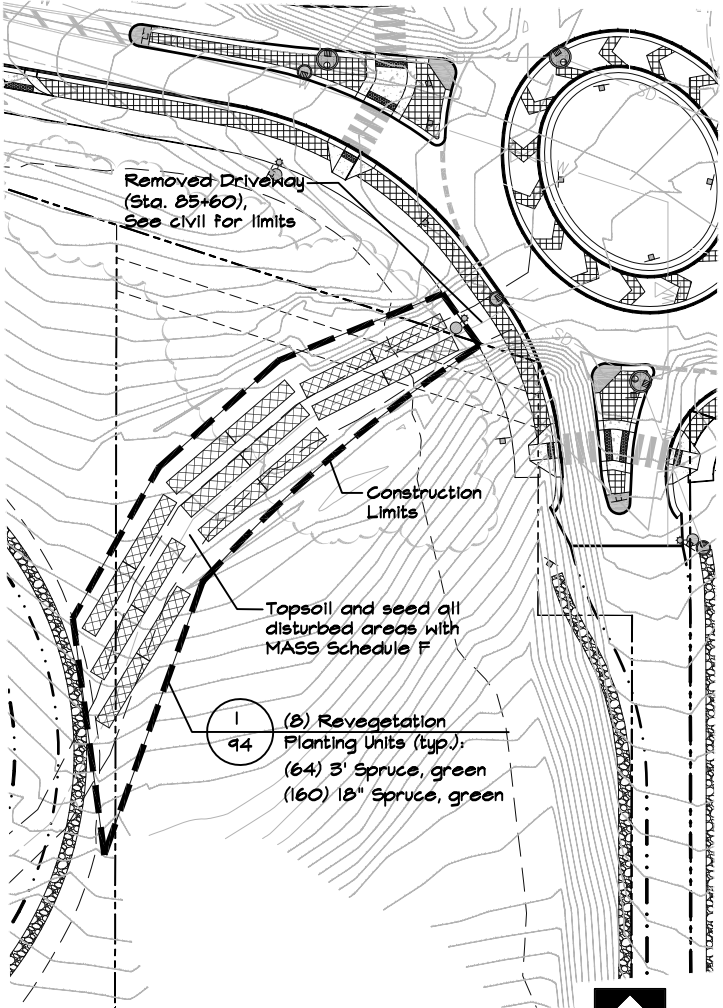 Removed Driveway
(Sta. 85+60),
See civil for limits
Construction
Limits
Topsoil and seed all
disturbed areas with
MASS Schedule F
1
94
(8) Revegetation
Planting Units (typ.):
(64) 3' Spruce, green
(160) 18" Spruce, green